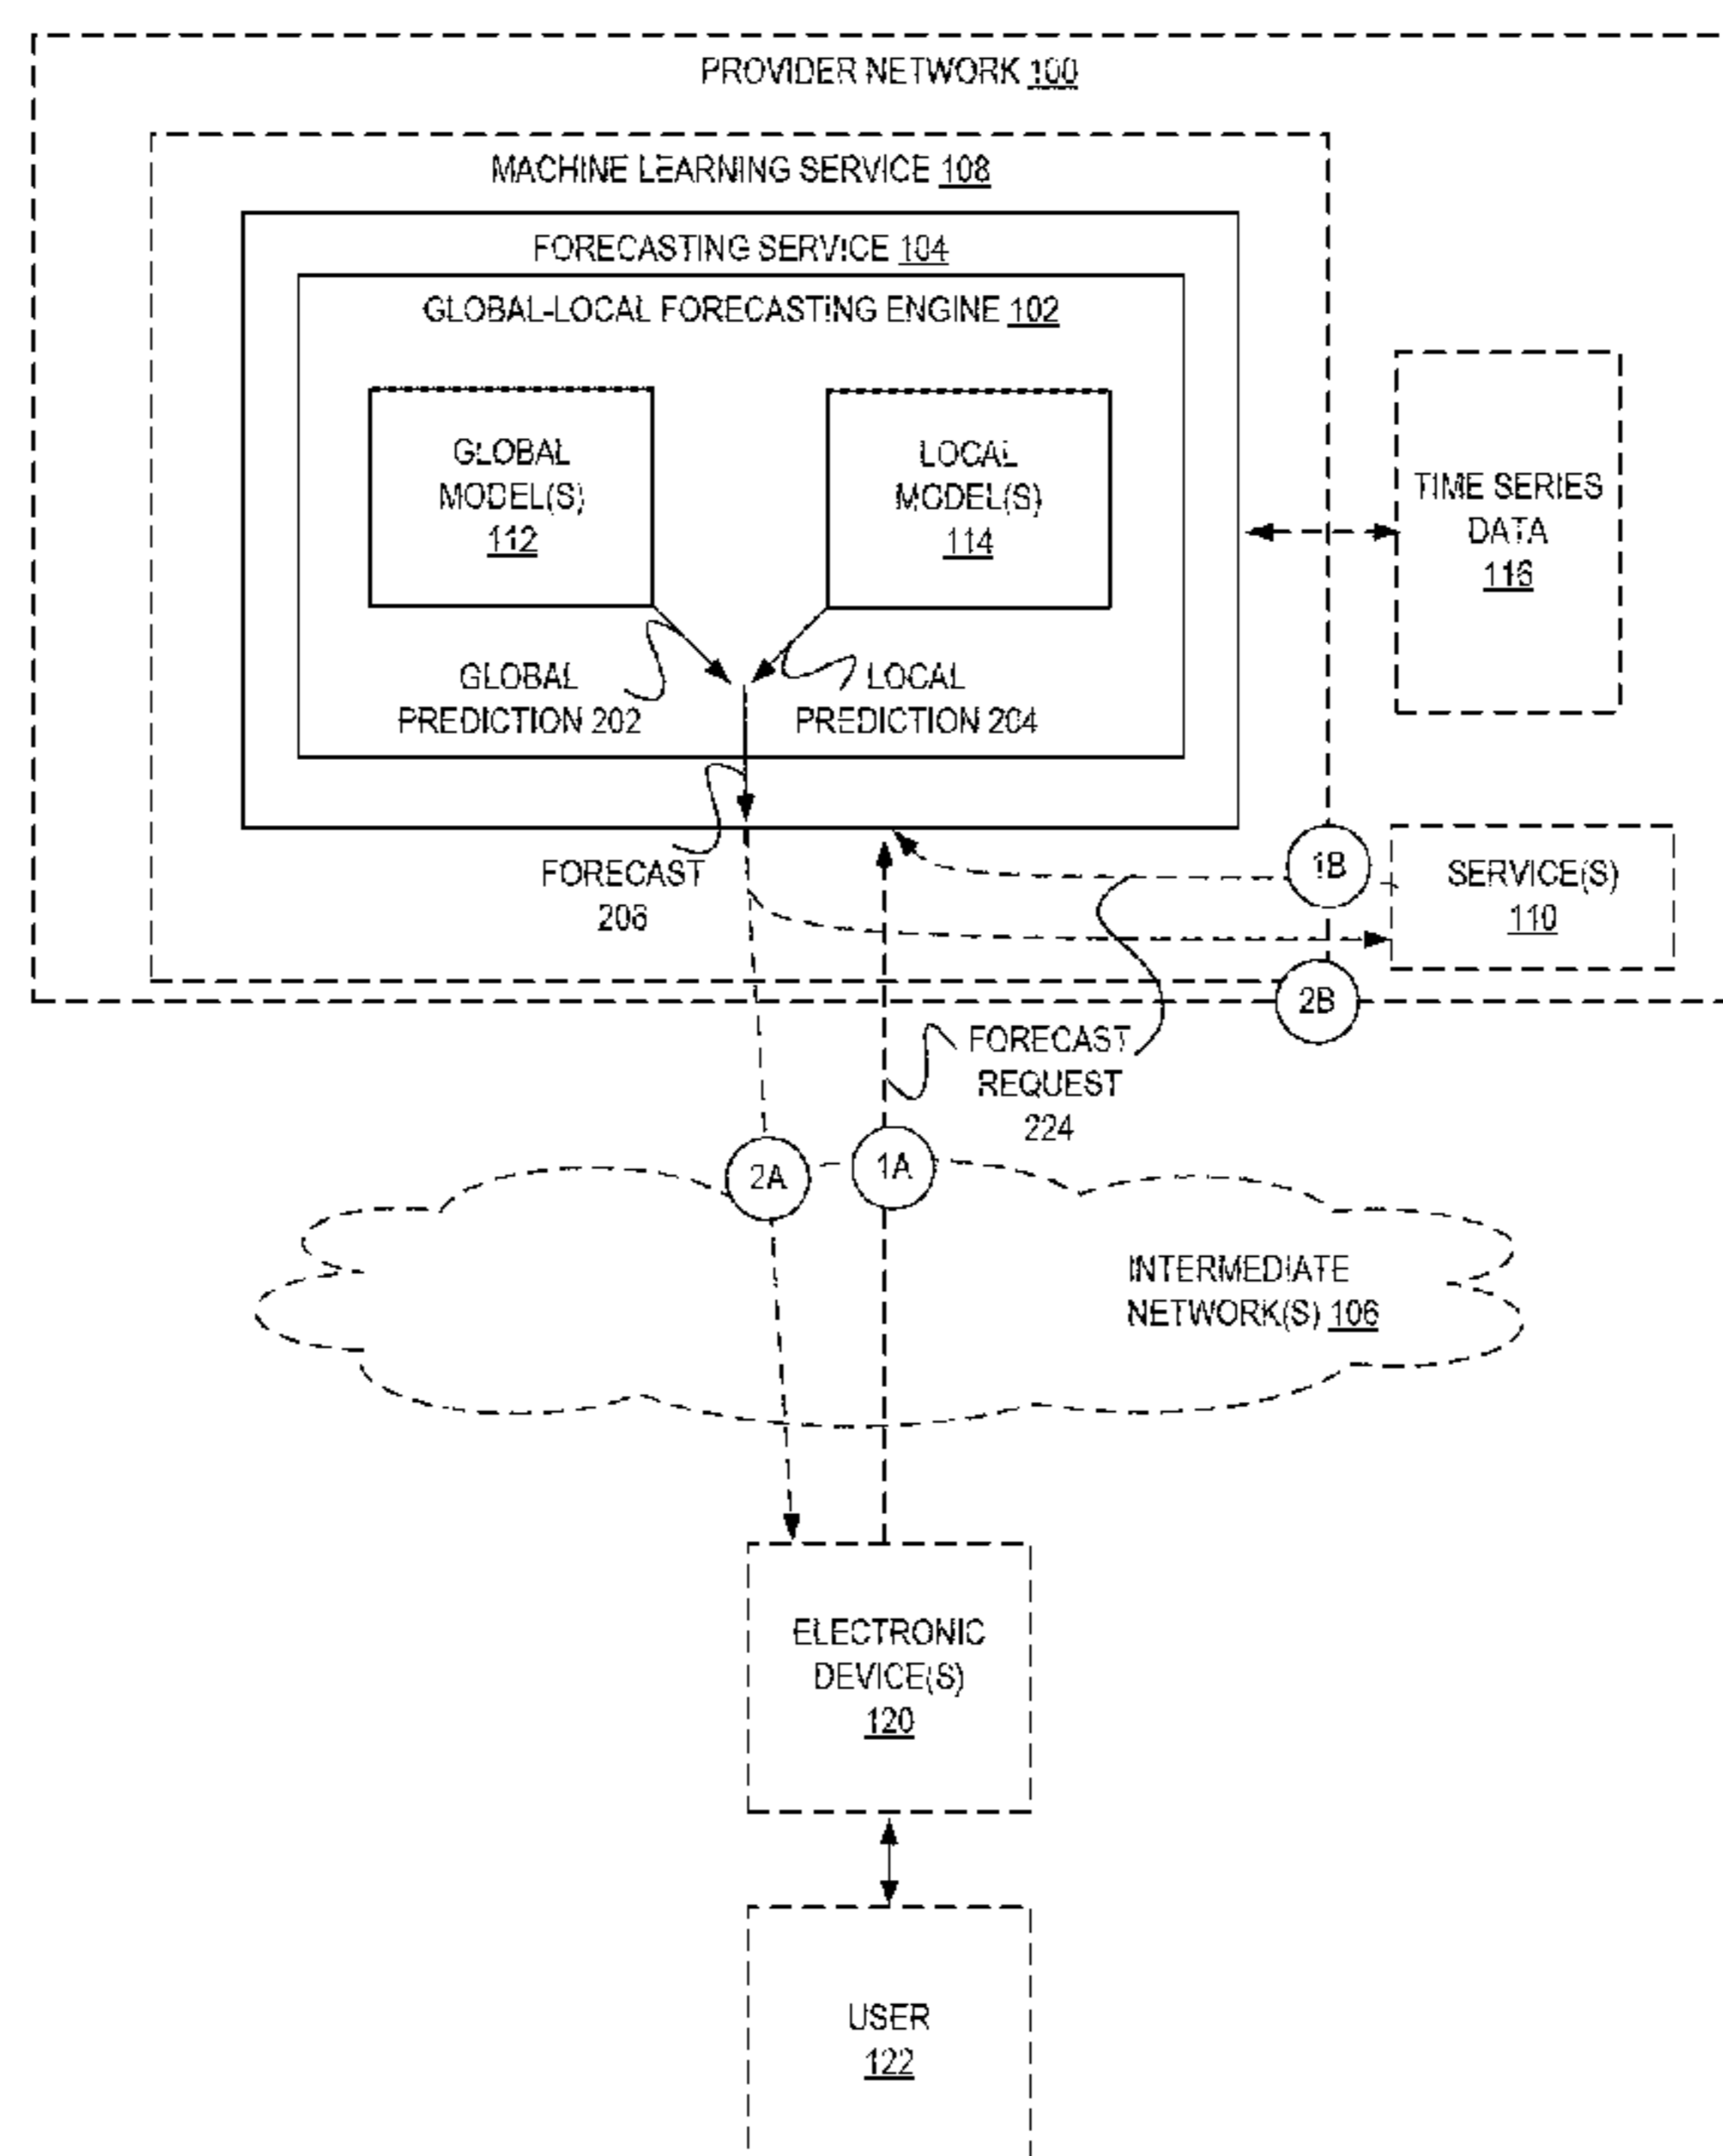 PROVIDER NETWORK 100
MACHINE LEARNING SERVICE 108
FORECASTING SERVICE 104
GLOBAL-LOCAL FORECASTING ENGINE 102
GLOBAL
MODEL(S)
112
LOCAL
MODEL(S)
114
TIME SERIES
DATA
116
GLOBAL
PREDICTION 202
LOCAL
PREDICTION 204
FORECAST
206
1B
SERVICE(S)
110
2B
FORECAST
REQUEST
224
2A
1A
INTERMEDIATE
NETWORK(S) 106
ELECTRONIC
DEVICE(S)
120
USER
122